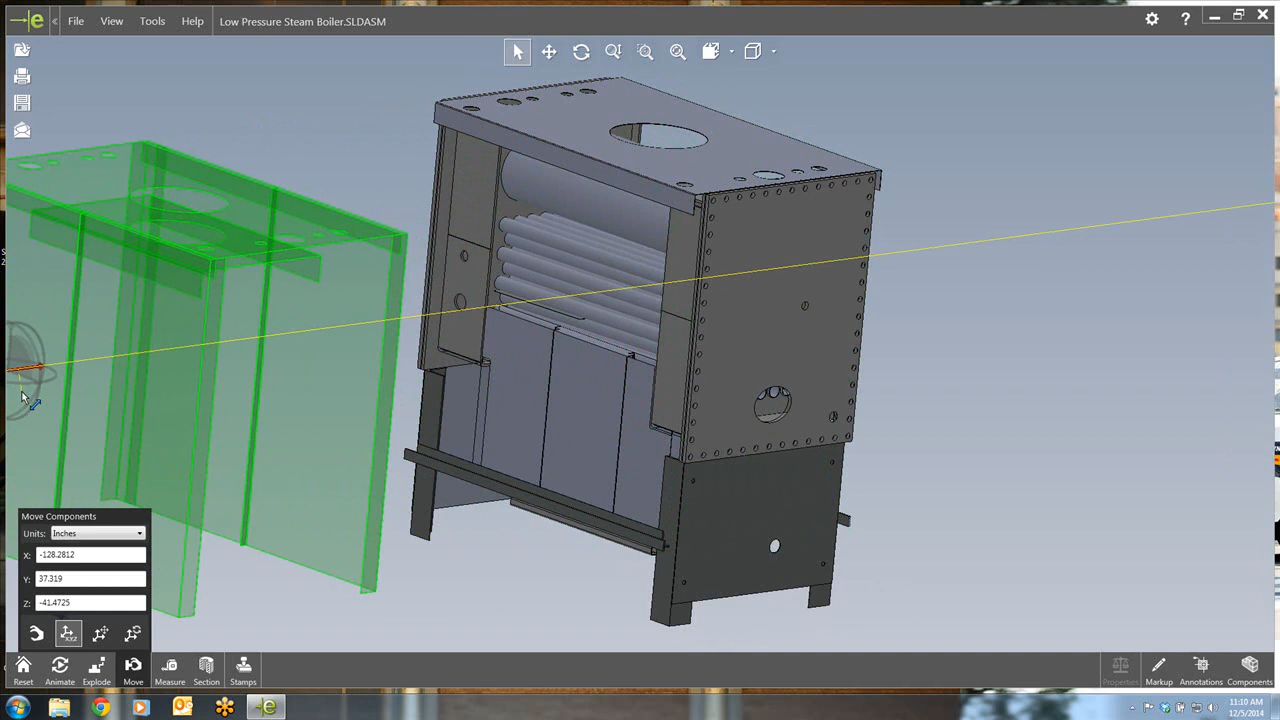 e
File View Tools Help Low Pressure Steam Boiler.SLDASM ?
Move Components
Units: Inches
X: -128.2812
Y: 37.319
Z: -41.4725
XYZ
Reset Animate Explode Move Measure Section Stamps Properties Markup Annotations Components
11:10 AM
12/5/2014